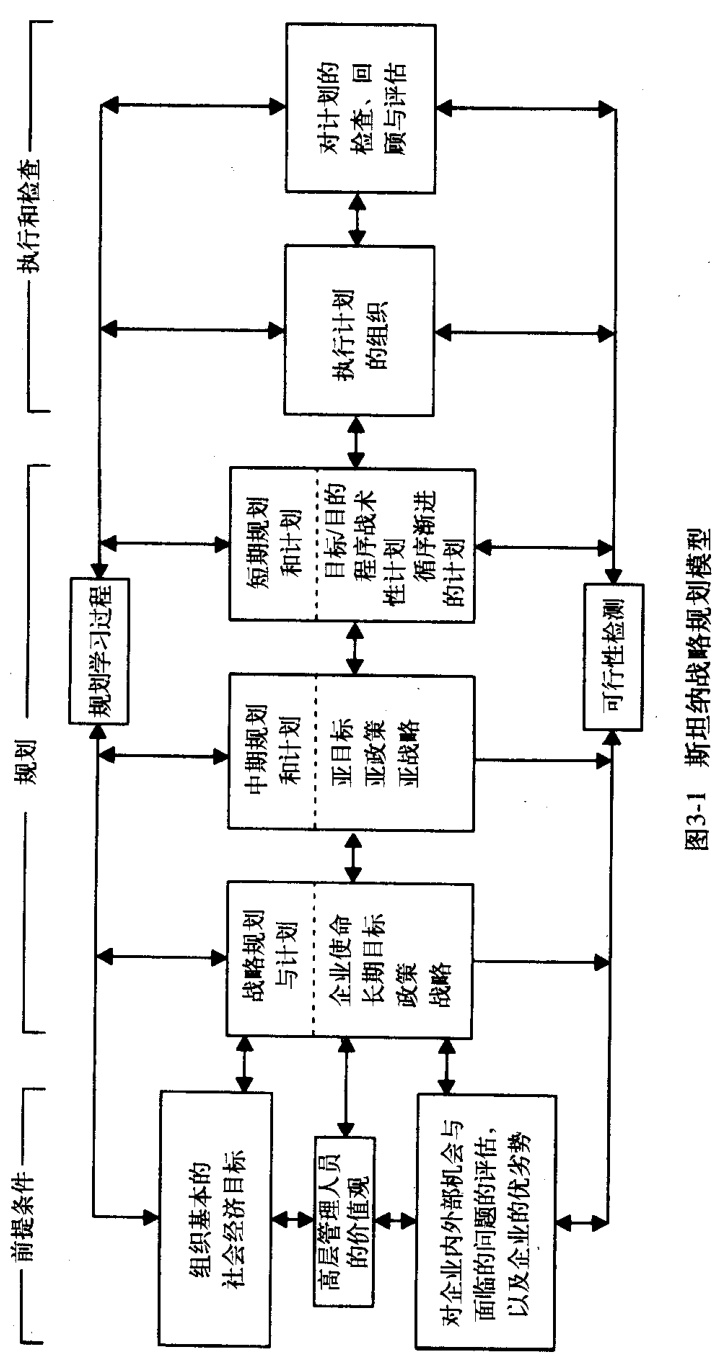 前提条件
规划
执行和检查
规划学习过程
组织基本的
社会经济目标
高层管理人员
的价值观
对企业内外部机会与
面临的问题的评估,
以及企业的优劣势
战略规划
与计划
企业使命
长期目标
政策
战略
中期规划
和计划
亚目标
亚政策
亚战略
短期规划
和计划
目标/目的
程序战术
性计划
循序渐进
的计划
执行计划
的组织
对计划的
检查、回
顾与评估
可行性检测
图3-1 斯坦纳战略规划模型